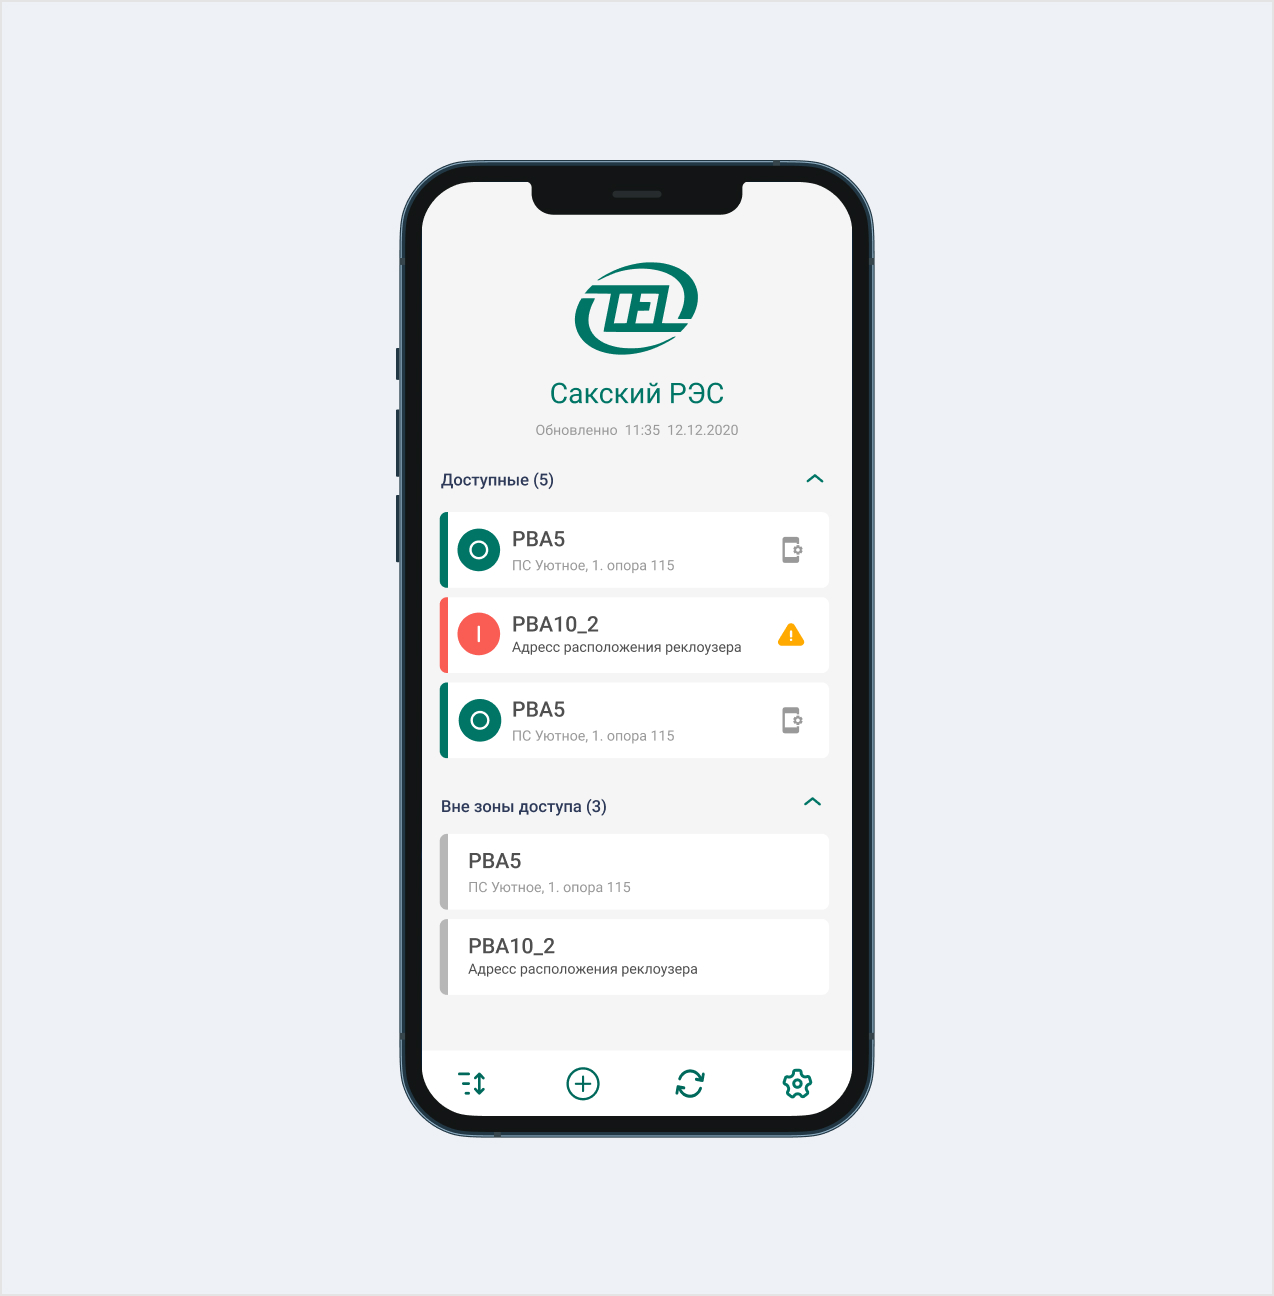 TEL
Сакский РЭС
Обновленно 11:35 12.12.2020
Доступные (5)
РВА5
ПС Уютное, 1. опора 115
РВА10_2
Адресс расположения реклоузера
РВА5
ПС Уютное, 1. опора 115
Вне зоны доступа (3)
РВА5
ПС Уютное, 1. опора 115
РВА10_2
Адресс расположения реклоузера